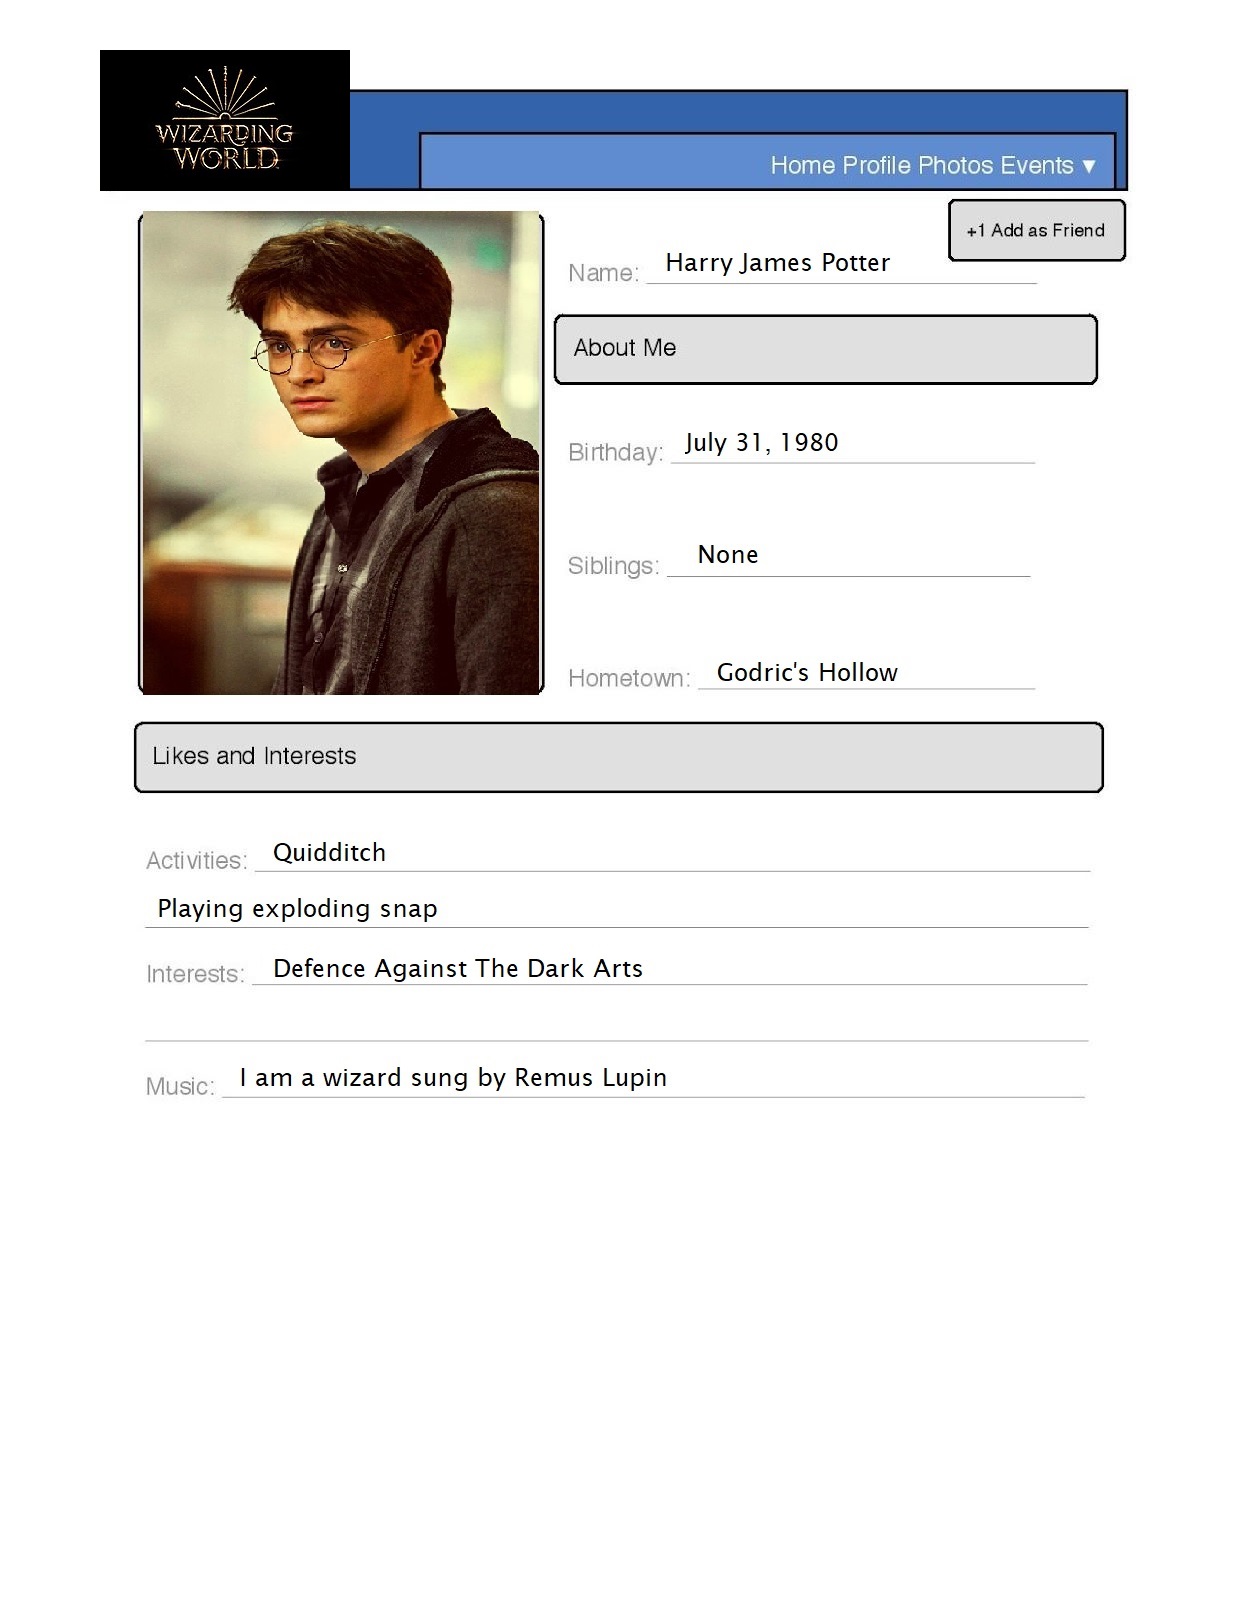 WIZARDING
WORLD
Home Profile Photos Events ▼
+1 Add as Friend
Name: Harry James Potter
About Me
Birthday: July 31, 1980
Siblings: None
Hometown: Godric's Hollow
Likes and Interests
Activities: Quidditch
Playing exploding snap
Interests: Defence Against The Dark Arts
Music: I am a wizard sung by Remus Lupin